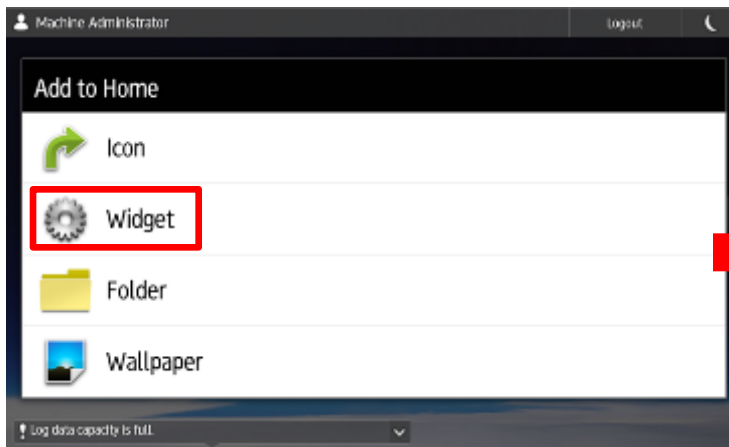 Machine Administrator Logout
Add to Home
Icon
Widget
Folder
Wallpaper
Log data capacity is full.